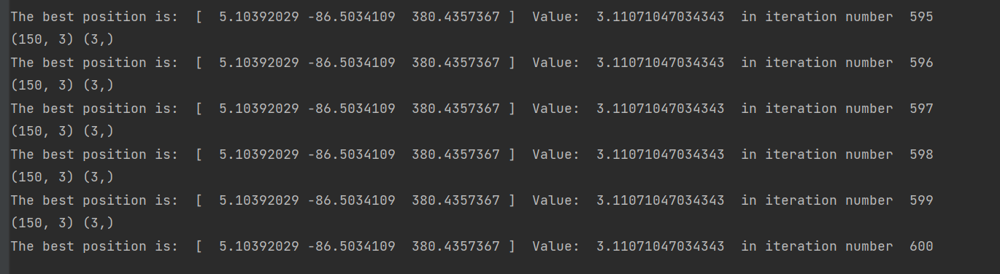 The best position is:  [  5.10392029 -86.5034109  380.4357367 ]  Value:  3.11071047034343  in iteration number  595
(150, 3) (3,)
The best position is:  [  5.10392029 -86.5034109  380.4357367 ]  Value:  3.11071047034343  in iteration number  596
(150, 3) (3,)
The best position is:  [  5.10392029 -86.5034109  380.4357367 ]  Value:  3.11071047034343  in iteration number  597
(150, 3) (3,)
The best position is:  [  5.10392029 -86.5034109  380.4357367 ]  Value:  3.11071047034343  in iteration number  598
(150, 3) (3,)
The best position is:  [  5.10392029 -86.5034109  380.4357367 ]  Value:  3.11071047034343  in iteration number  599
(150, 3) (3,)
The best position is:  [  5.10392029 -86.5034109  380.4357367 ]  Value:  3.11071047034343  in iteration number  600